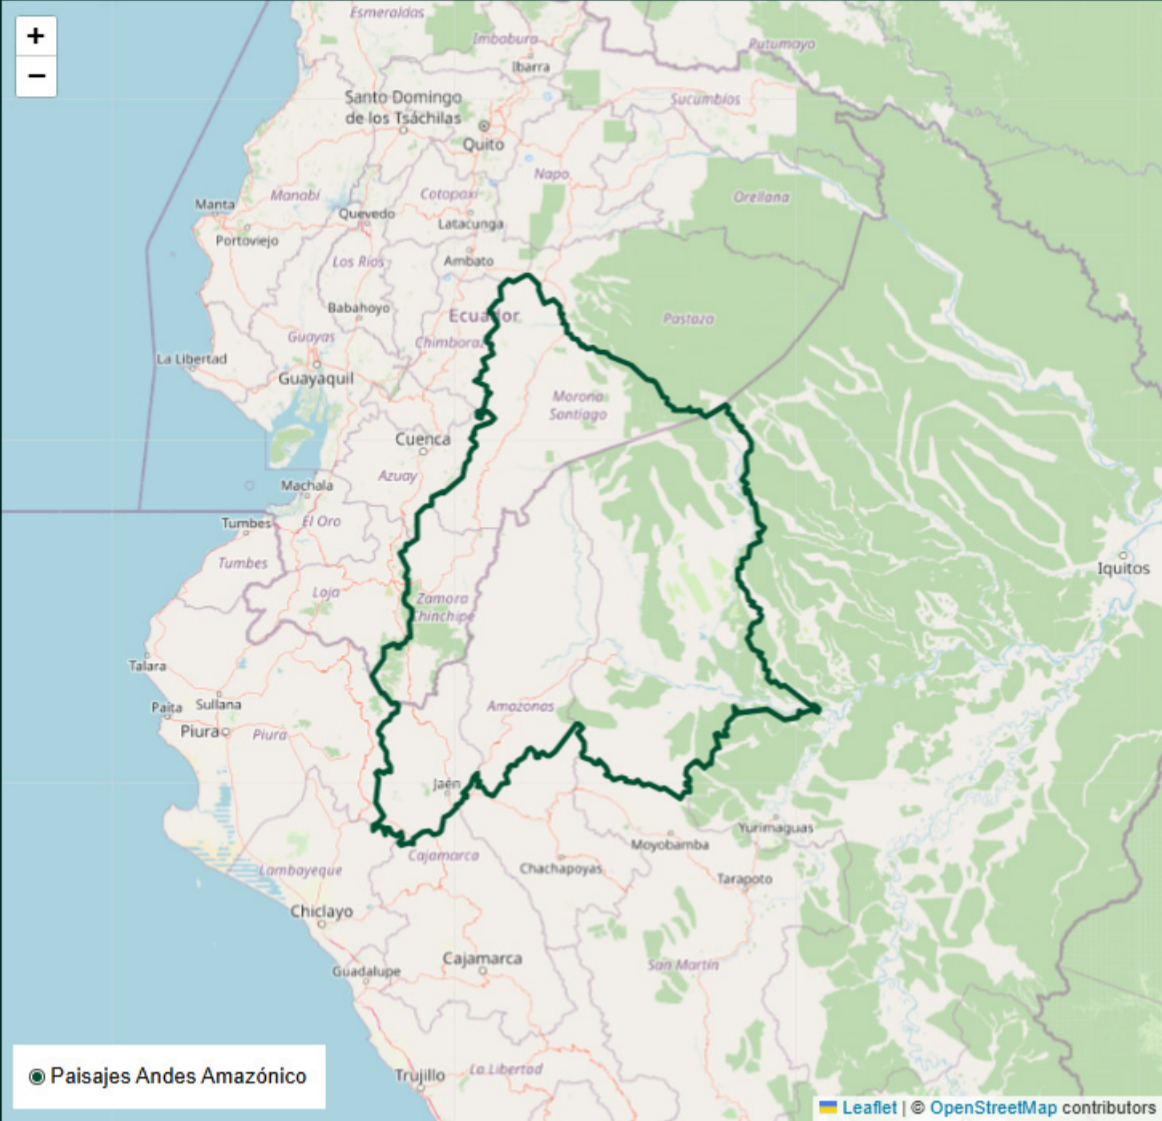 +
−
Esmeraldas
Imbabura
Ibarra
Putumayo
Santo Domingo
de los Tsáchilas
Sucumbíos
Quito
Napo
Manabí
Cotopaxi
Orellana
Manta
Quevedo
Latacunga
Portoviejo
Los Ríos
Ambato
Babahoyo
Ecuador
Pastaza
Guayas
Chimboraz
La Libertad
Guayaquil
Morona
Santiago
Cuenca
Azuay
Machala
El Oro
Tumbes
Tumbes
Iquitos
Loja
Zamora
Chinchipe
Talara
Paita
Sullana
Amazonas
Piura
Piura
Jaén
Yurimaguas
Moyobamba
Cajamarca
Chachapoyas
Lambayeque
Tarapoto
Chiclayo
Cajamarca
San Martín
Guadalupe
Trujillo
La Libertad
Paisajes Andes Amazónico
Leaflet | © OpenStreetMap contributors